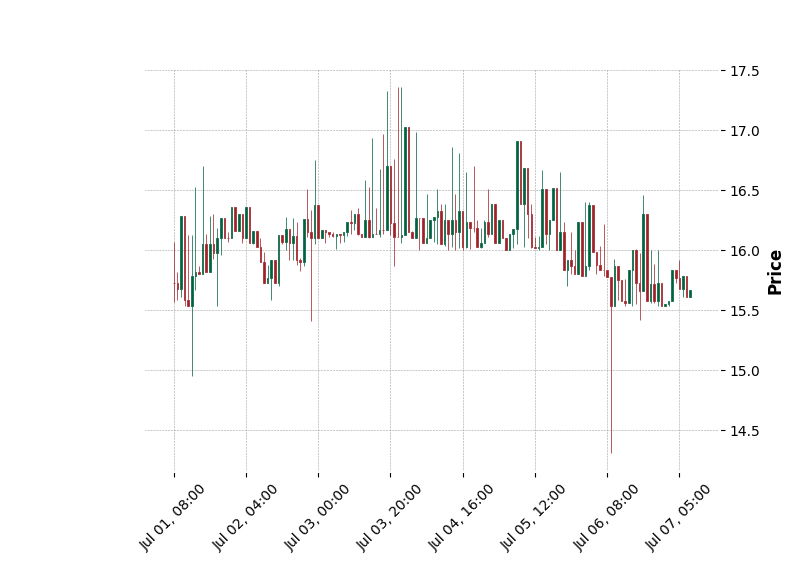 17.5
17.0
16.5
16.0
15.5
15.0
14.5
Price
Jul 01, 08:00
Jul 02, 04:00
Jul 03, 00:00
Jul 03, 20:00
Jul 04, 16:00
Jul 05, 12:00
Jul 06, 08:00
Jul 07, 05:00